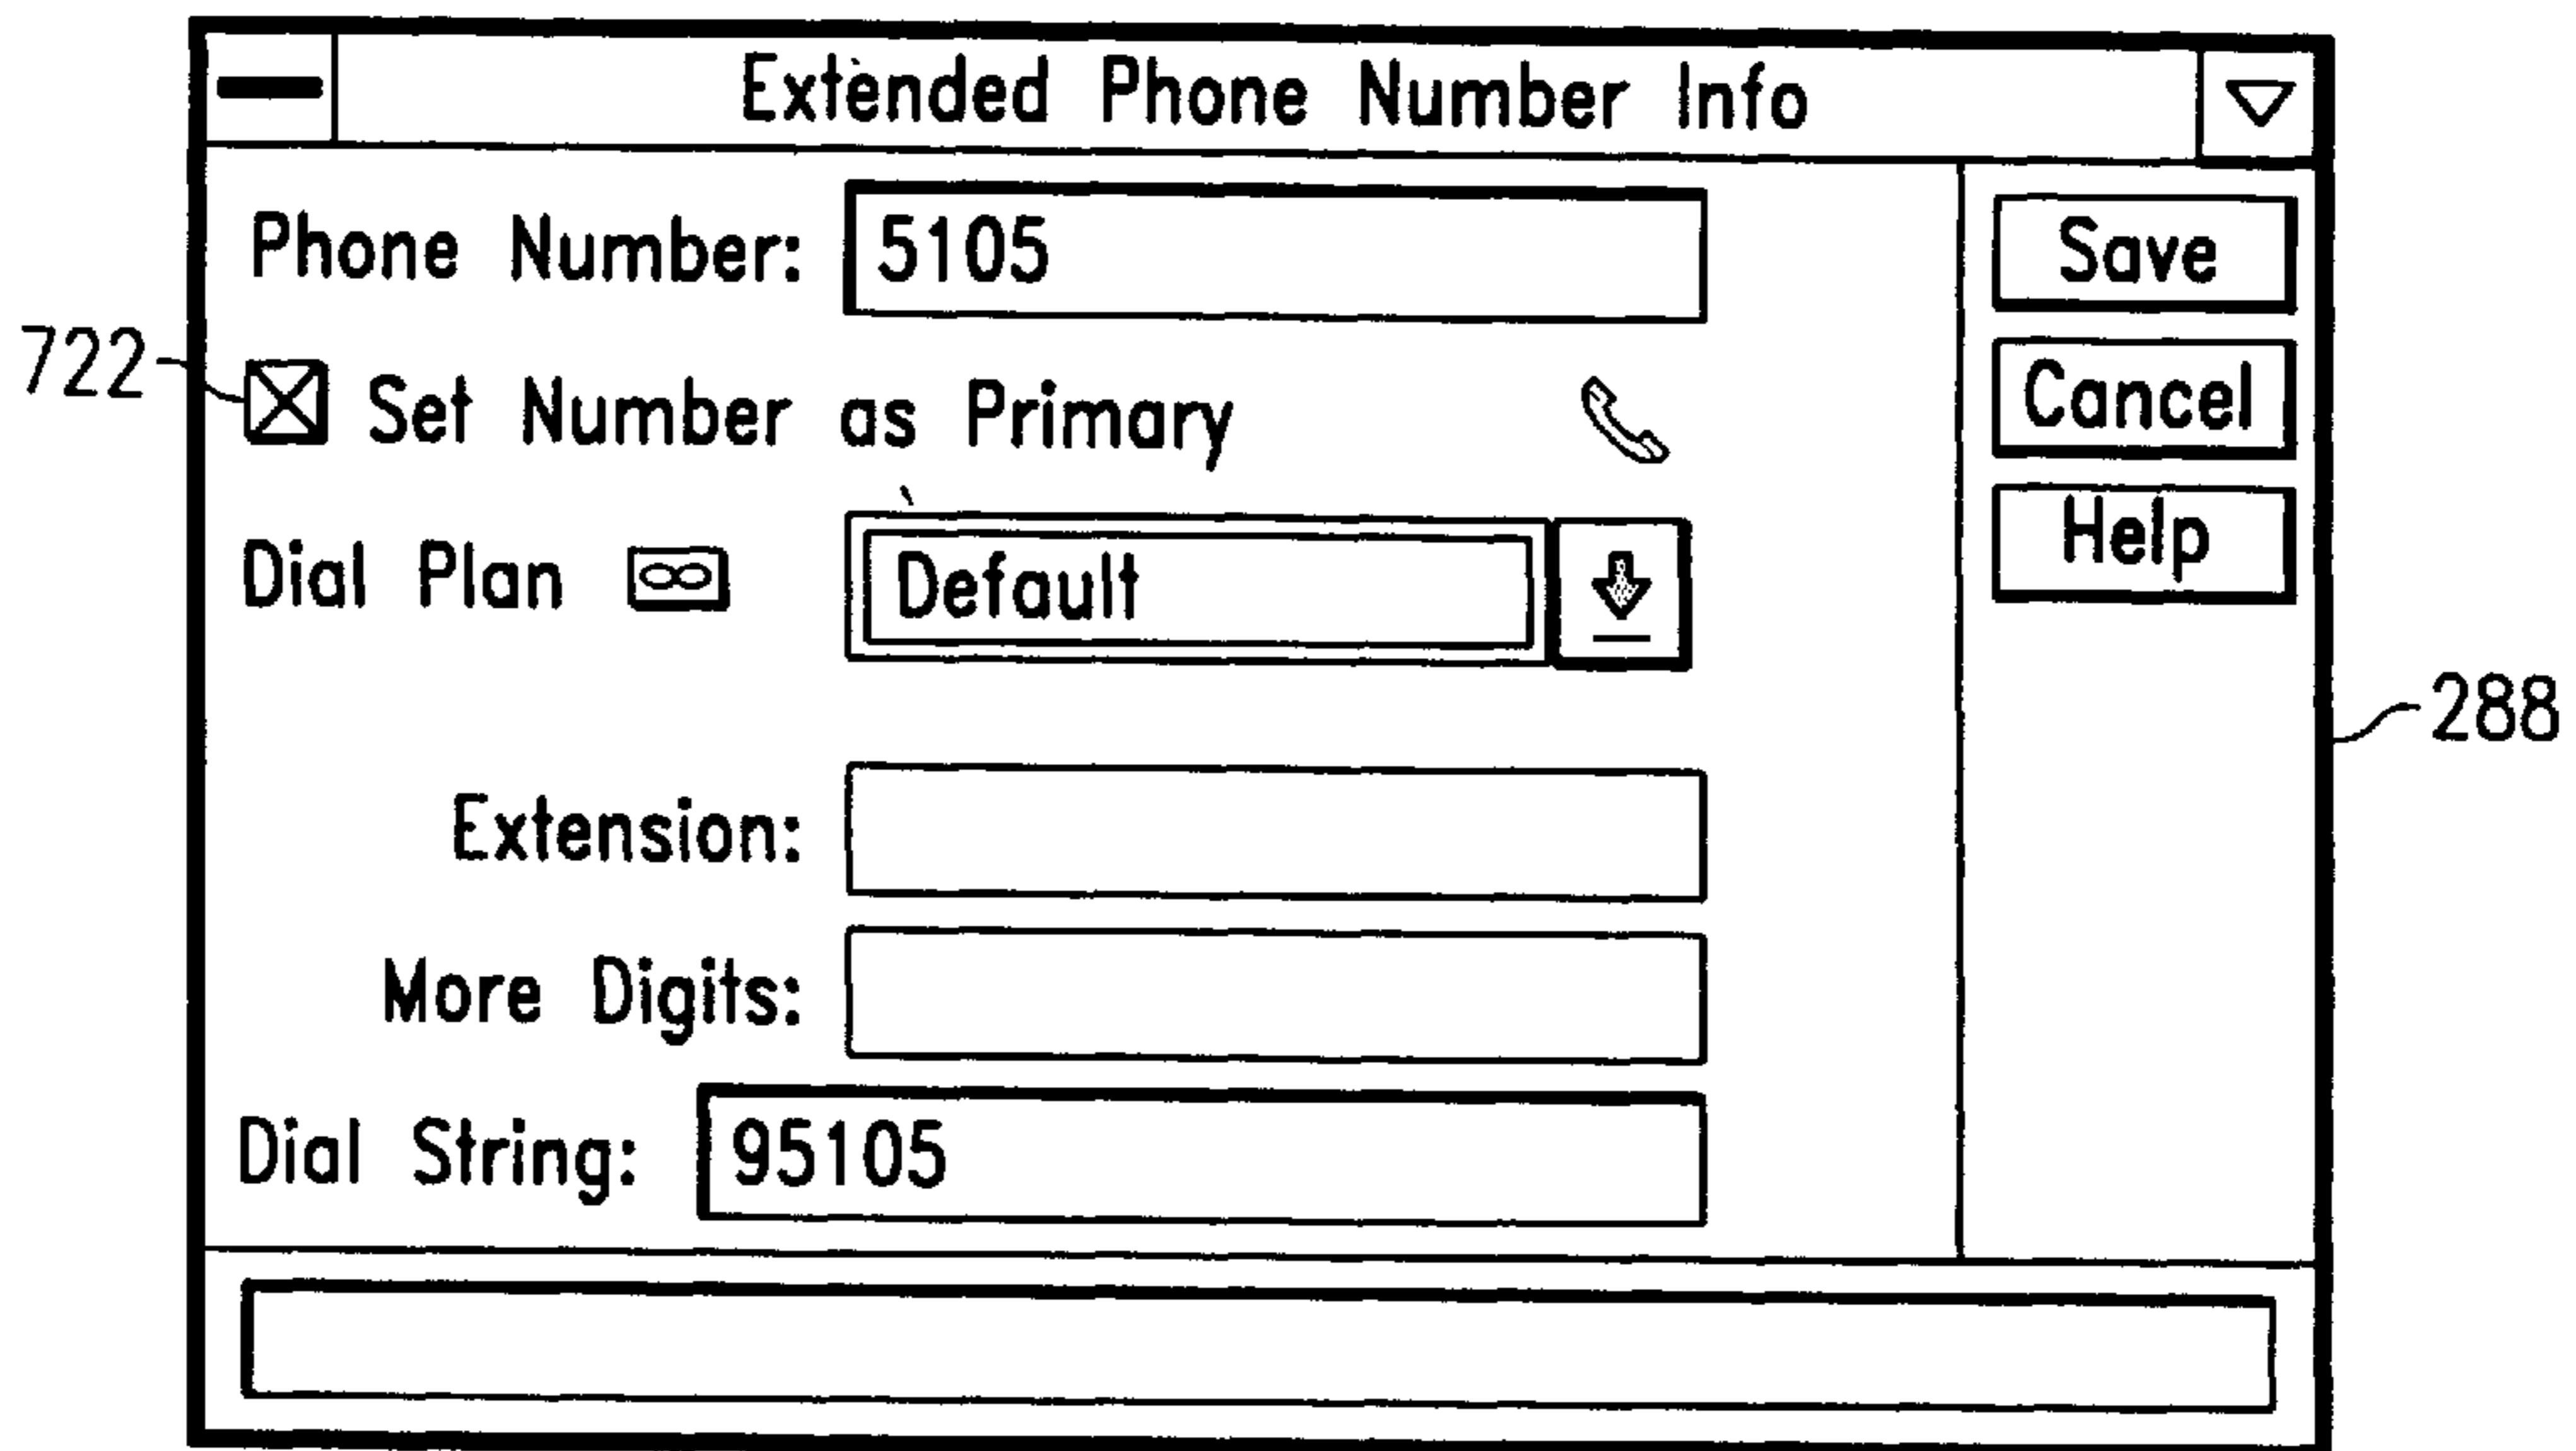 Extended Phone Number Info
Phone Number: 5105
Save
722
Set Number as Primary
Cancel
Dial Plan Default
Help
288
Extension:
More Digits:
Dial String: 95105